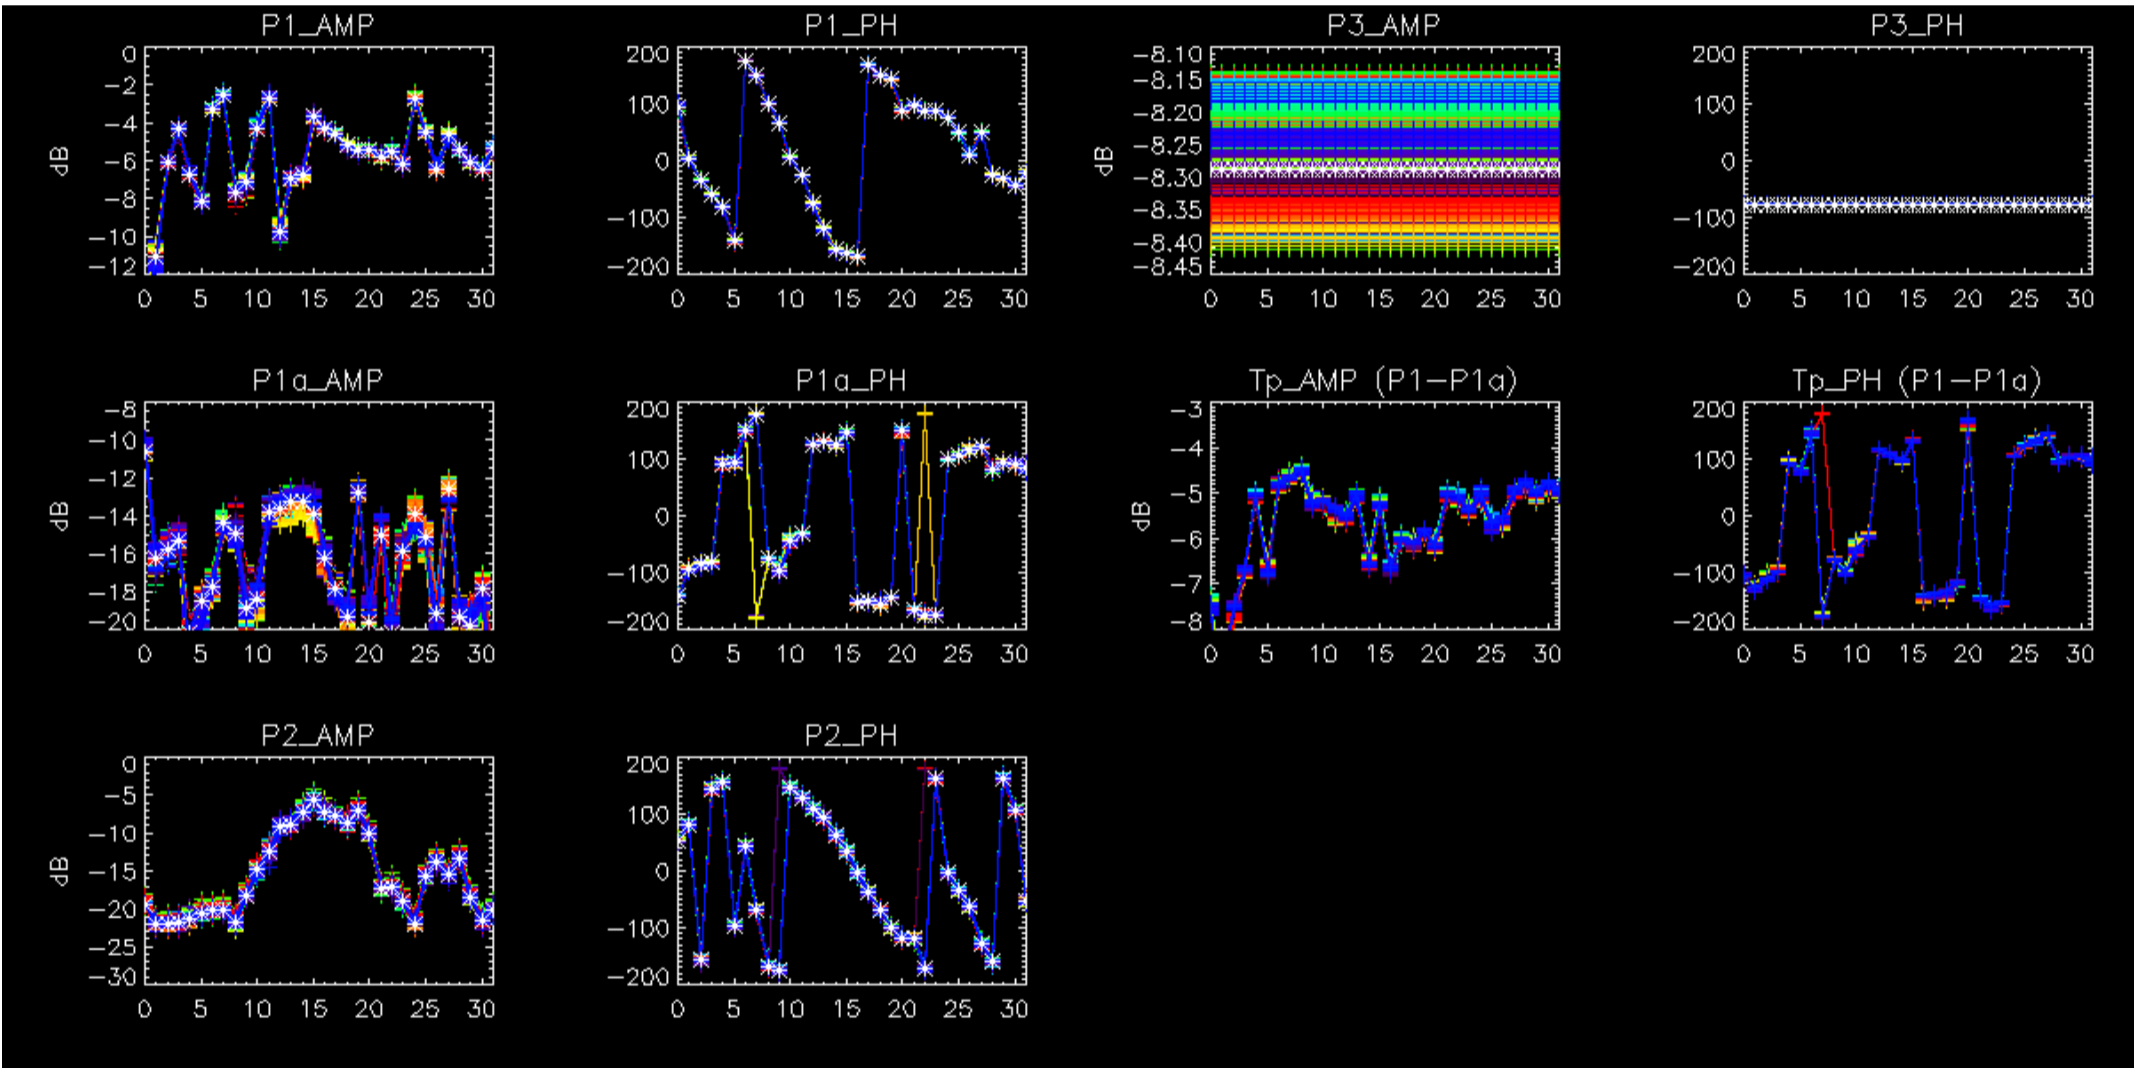 P1_AMP
0
−2
−4
−6
−8
−10
−12
dB
0 5 10 15 20 25 30
P1_PH
200
100
0
−100
−200
0 5 10 15 20 25 30
P3_AMP
−8.10
−8.15
−8.20
−8.25
−8.30
−8.35
−8.40
−8.45
dB
0 5 10 15 20 25 30
P3_PH
200
100
0
−100
−200
0 5 10 15 20 25 30
P1a_AMP
−8
−10
−12
−14
−16
−18
−20
dB
0 5 10 15 20 25 30
P1a_PH
200
100
0
−100
−200
0 5 10 15 20 25 30
Tp_AMP (P1−P1a)
−3
−4
−5
−6
−7
−8
dB
0 5 10 15 20 25 30
Tp_PH (P1−P1a)
200
100
0
−100
−200
0 5 10 15 20 25 30
P2_AMP
0
−5
−10
−15
−20
−25
−30
dB
0 5 10 15 20 25 30
P2_PH
200
100
0
−100
−200
0 5 10 15 20 25 30